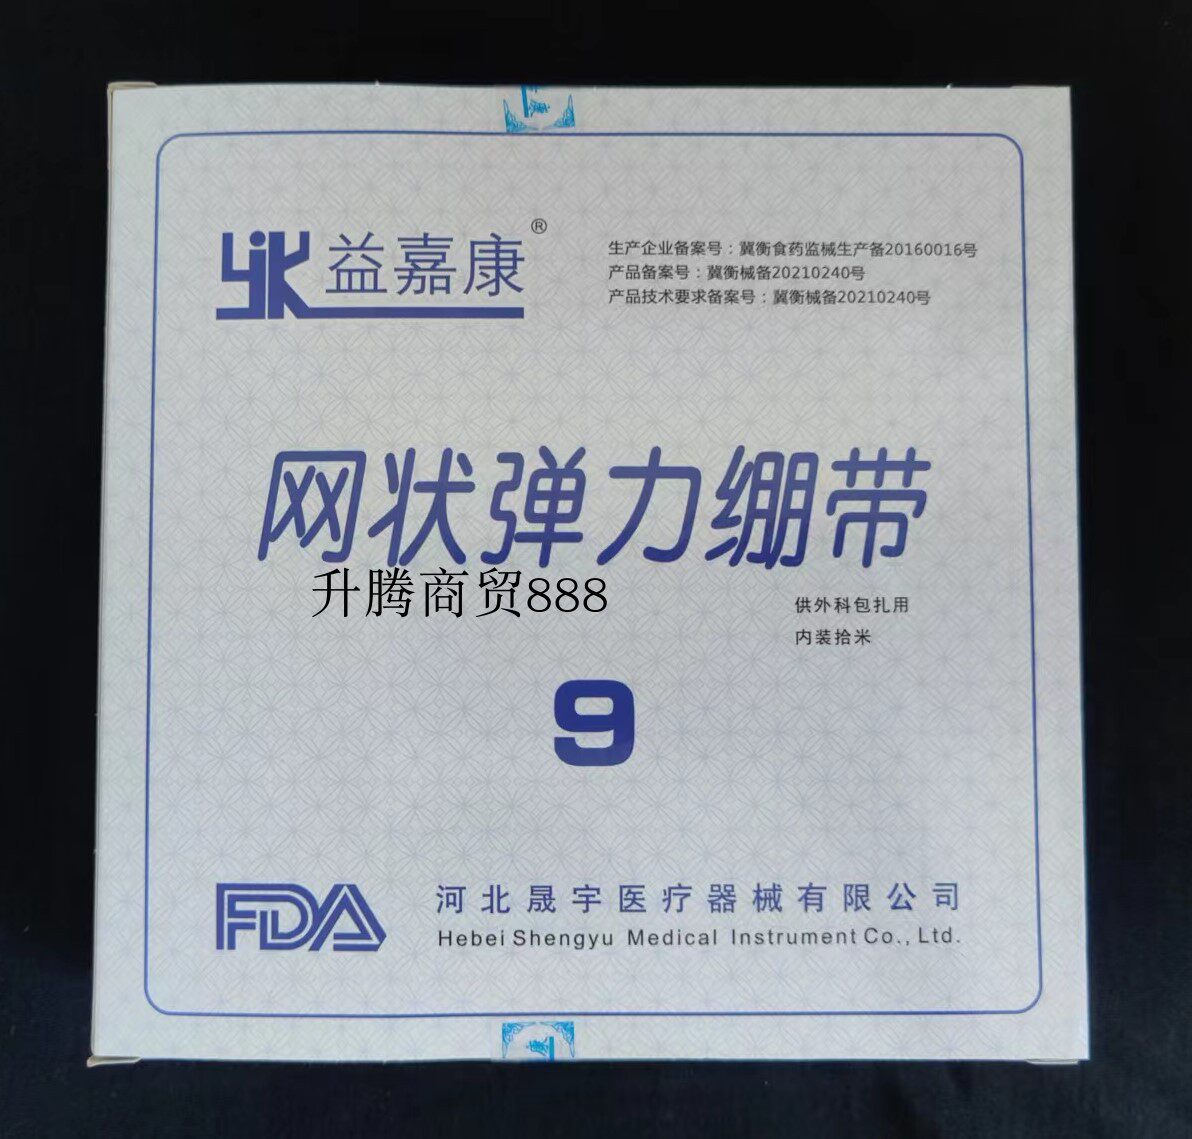 YJK 益嘉康®
生产企业备案号：冀衡食药监械生产备20160016号
产品备案号：冀衡械备20210240号
产品技术要求备案号：冀衡械备20210240号
网状弹力绷带
升腾商贸888
供外科包扎用
内装拾米
9
FDA
河北晟宇医疗器械有限公司
Hebei Shengyu Medical Instrument Co., Ltd.
康